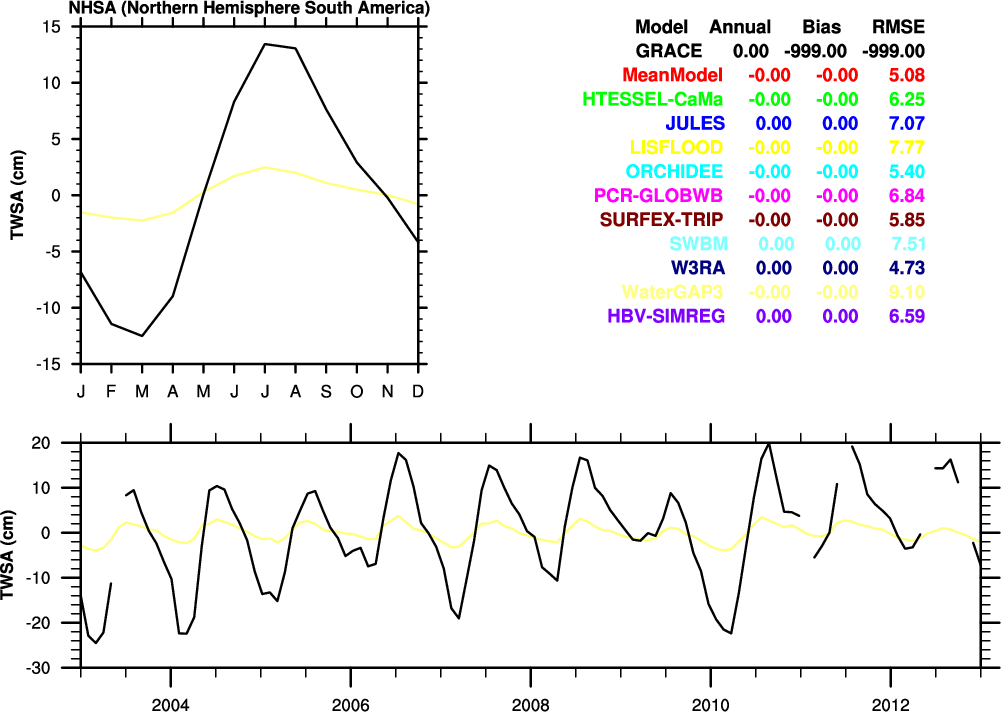 NHSA (Northern Hemisphere South America)
15
10
5
0
-5
-10
-15
TWSA (cm)
J F M A M J J A S O N D
Model Annual Bias RMSE
GRACE 0.00 -999.00 -999.00
MeanModel -0.00 -0.00 5.08
HTESSEL-CaMa -0.00 -0.00 6.25
JULES 0.00 0.00 7.07
LISFLOOD -0.00 -0.00 7.77
ORCHIDEE -0.00 -0.00 5.40
PCR-GLOBWB -0.00 -0.00 6.84
SURFEX-TRIP -0.00 -0.00 5.85
SWBM 0.00 0.00 7.51
W3RA 0.00 0.00 4.73
WaterGAP3 -0.00 -0.00 9.10
HBV-SIMREG 0.00 0.00 6.59
20
10
0
-10
-20
-30
TWSA (cm)
2004 2006 2008 2010 2012